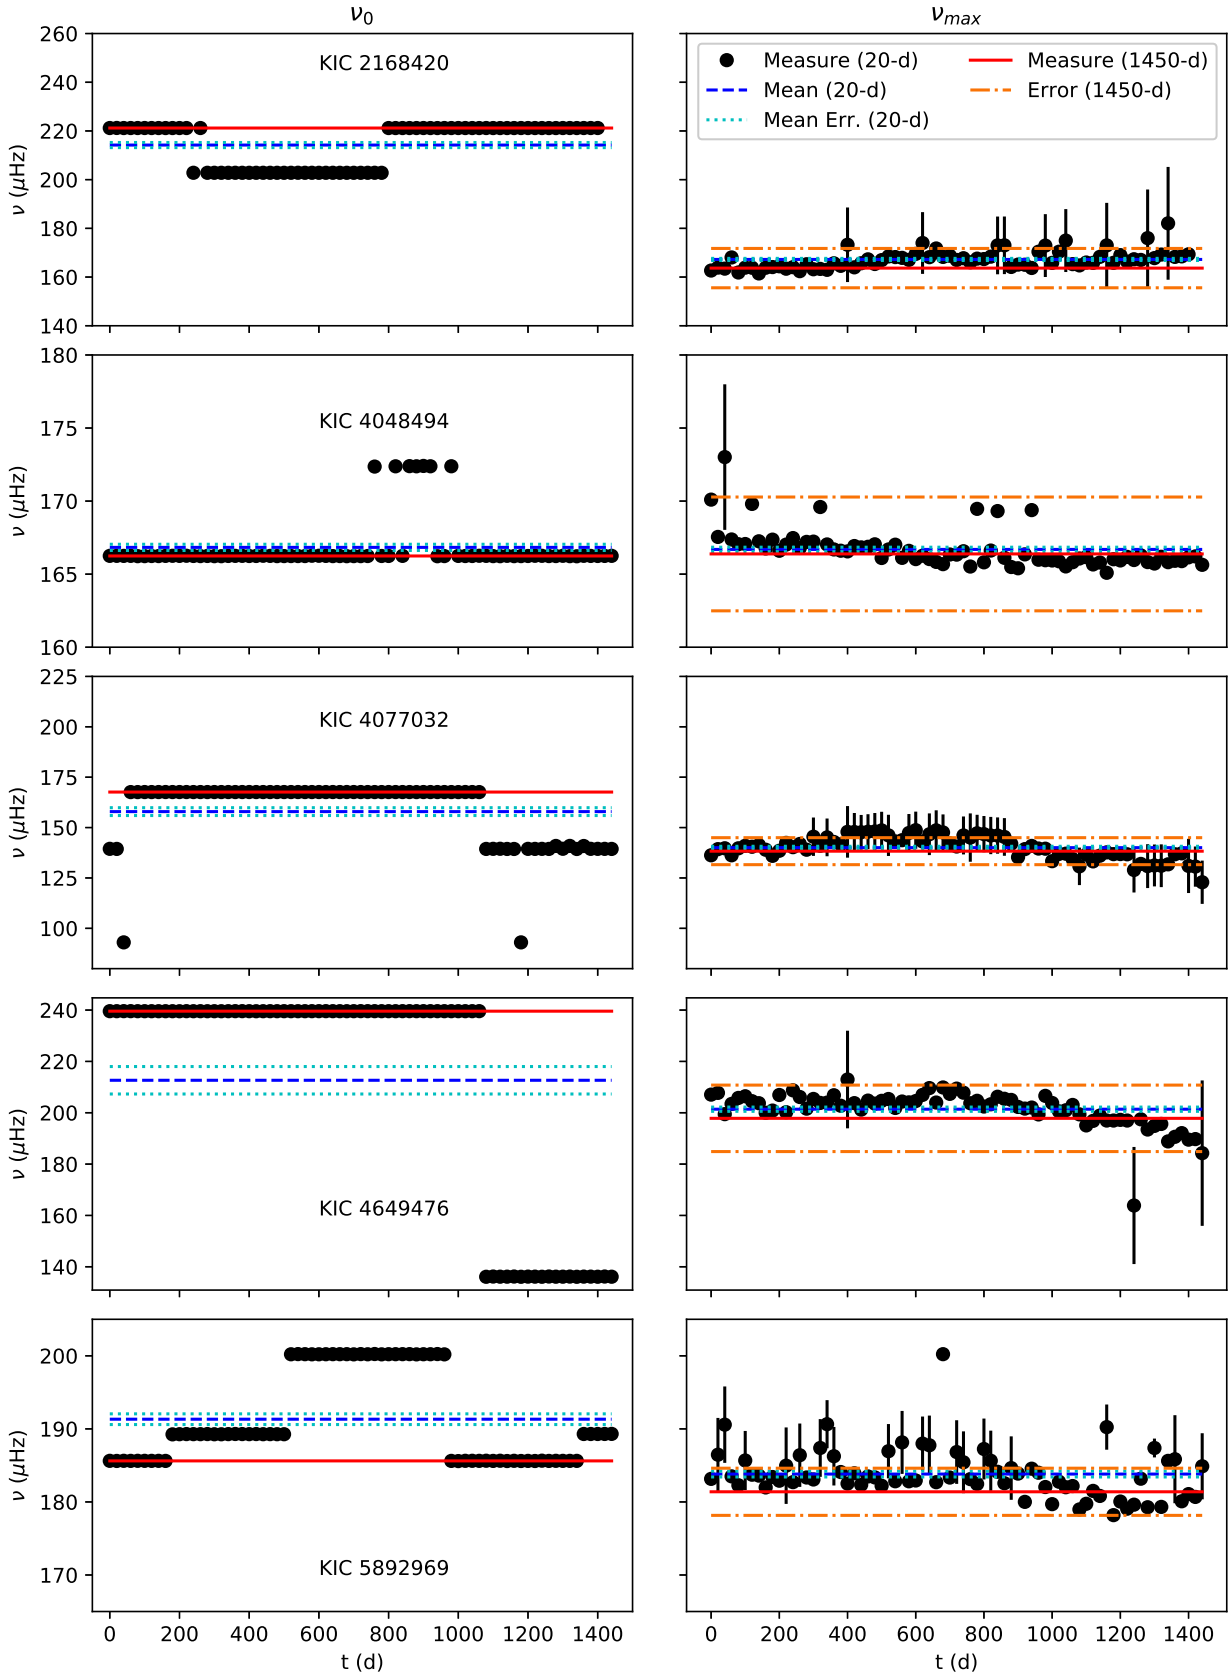 ν0
νmax
260
240
220
200
180
160
140
ν (μHz)
KIC 2168420
Measure (20-d)
Mean (20-d)
Mean Err. (20-d)
Measure (1450-d)
Error (1450-d)
180
175
170
165
160
ν (μHz)
KIC 4048494
225
200
175
150
125
100
ν (μHz)
KIC 4077032
240
220
200
180
160
140
ν (μHz)
KIC 4649476
200
190
180
170
ν (μHz)
KIC 5892969
0 200 400 600 800 1000 1200 1400
t (d)
0 200 400 600 800 1000 1200 1400
t (d)